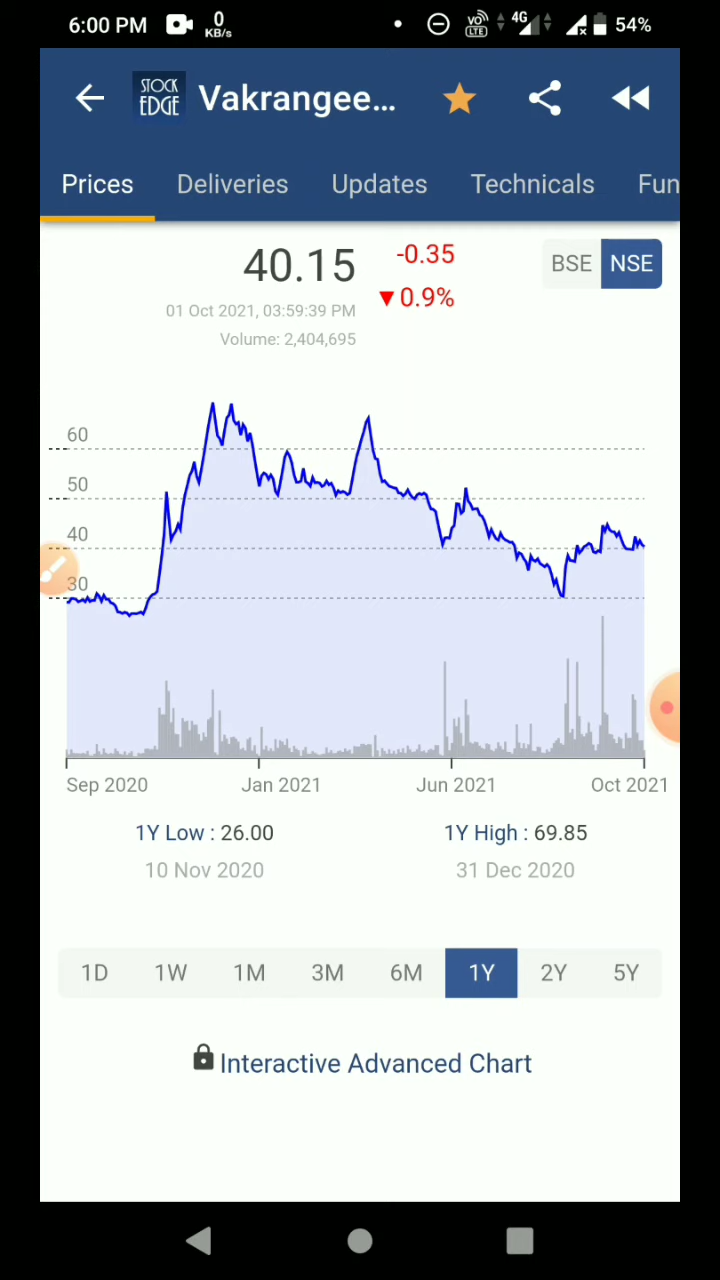 6:00 PM 0 KB/s VO LTE 4G 54%
STOCK EDGE Vakrangee...
Prices Deliveries Updates Technicals Fun
40.15 -0.35 BSE NSE
▼0.9%
01 Oct 2021, 03:59:39 PM
Volume: 2,404,695
60
50
40
30
Sep 2020 Jan 2021 Jun 2021 Oct 2021
1Y Low : 26.00 1Y High : 69.85
10 Nov 2020 31 Dec 2020
1D 1W 1M 3M 6M 1Y 2Y 5Y
Interactive Advanced Chart